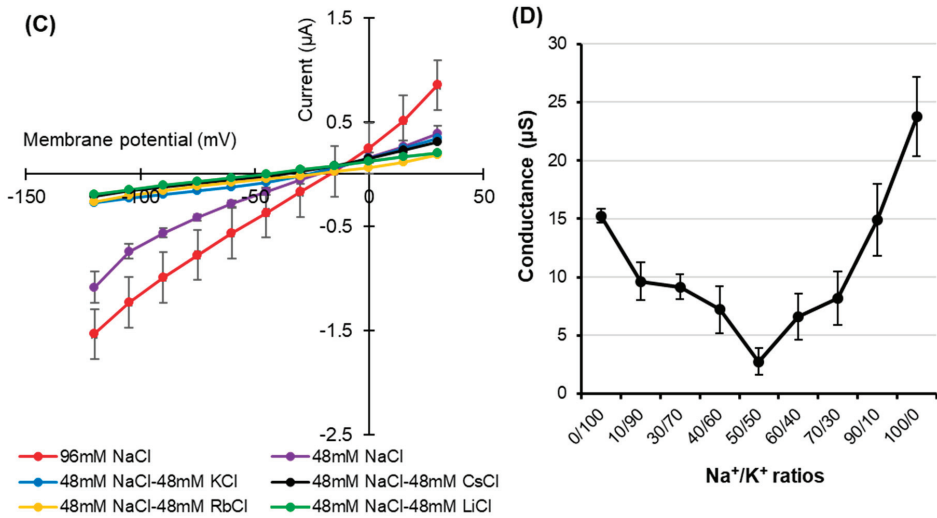 (C)
Current (µA)
1.5
0.5
Membrane potential (mV)
-150
-100
-50
0
50
-0.5
-1.5
-2.5
96mM NaCl
48mM NaCl
48mM NaCl-48mM KCl
48mM NaCl-48mM CsCl
48mM NaCl-48mM RbCl
48mM NaCl-48mM LiCl
(D)
Conductance (µS)
30
25
20
15
10
5
0
0/100
10/90
30/70
40/60
50/50
60/40
70/30
90/10
100/0
Na⁺/K⁺ ratios